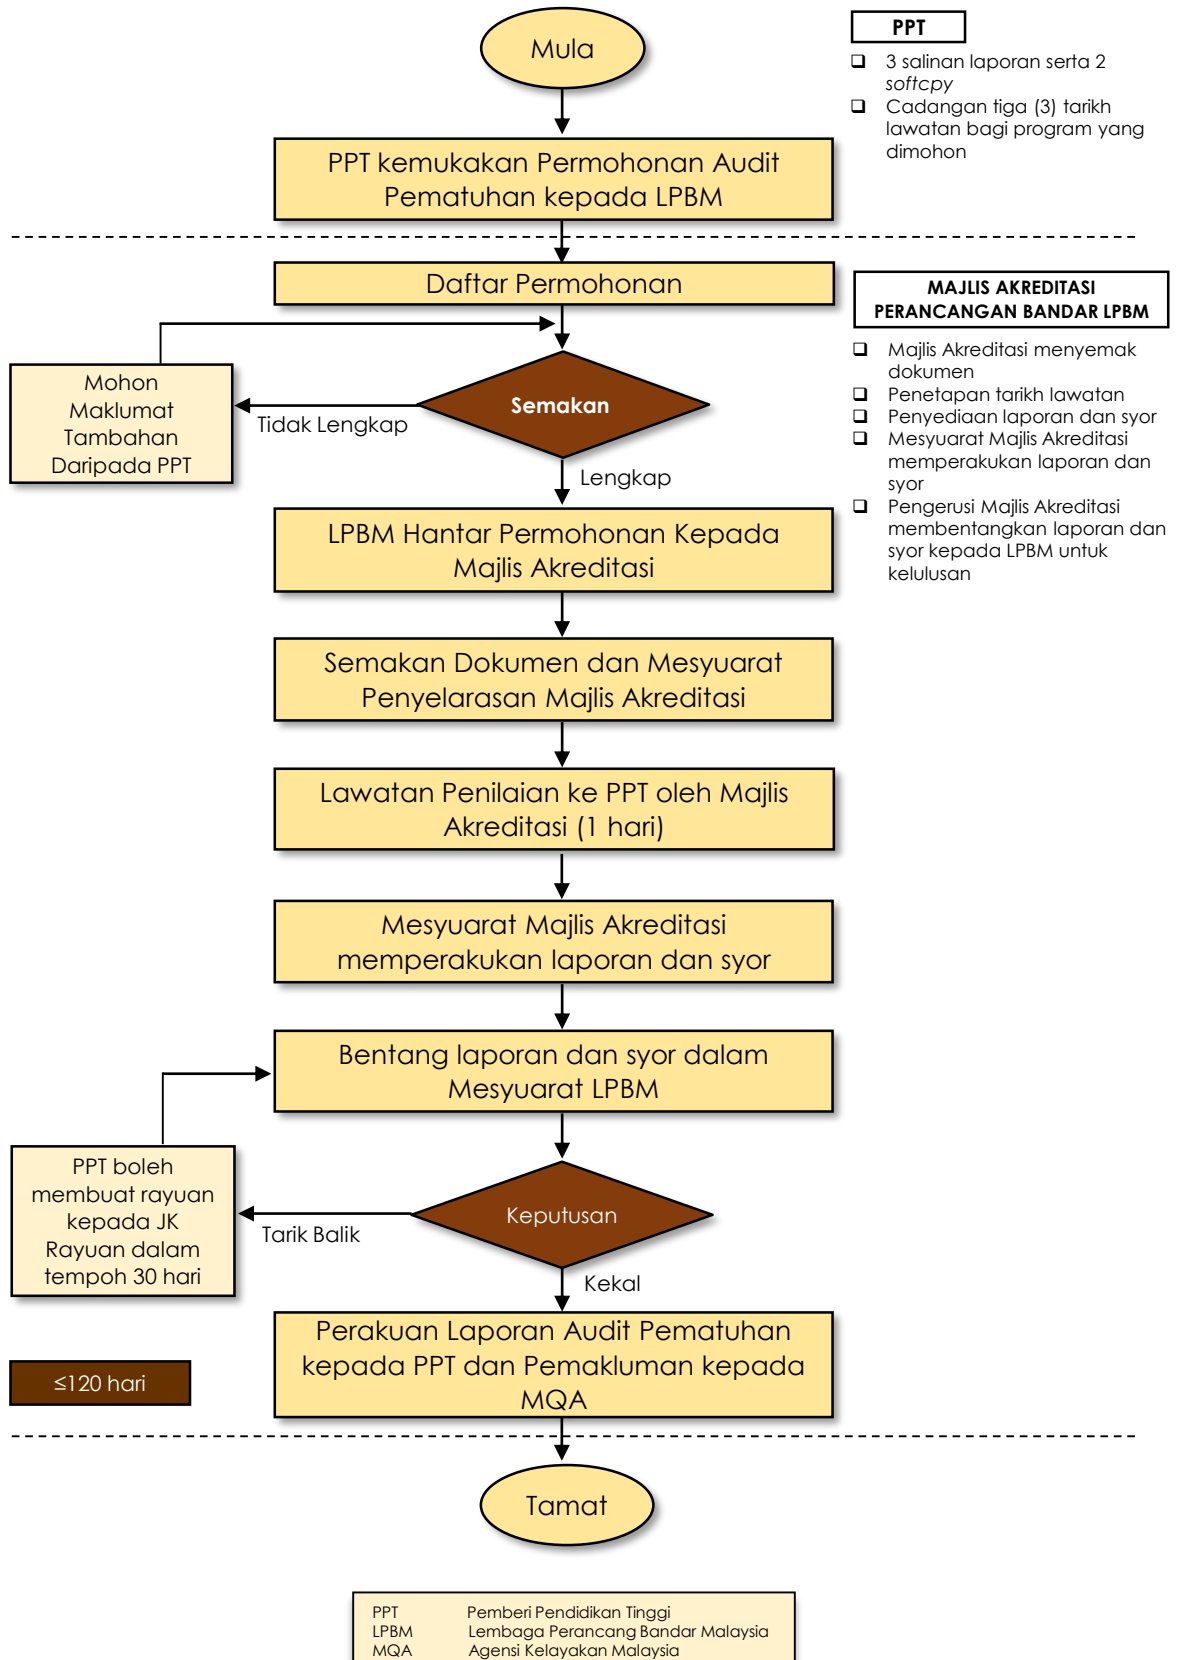 Mula
PPT
3 salinan laporan serta 2
softcpy
Cadangan tiga (3) tarikh
lawatan bagi program yang
dimohon
PPT kemukakan Permohonan Audit
Pematuhan kepada LPBM
Daftar Permohonan
MAJLIS AKREDITASI
PERANCANGAN BANDAR LPBM
Majlis Akreditasi menyemak
dokumen
Penetapan tarikh lawatan
Penyediaan laporan dan syor
Mesyuarat Majlis Akreditasi
memperakukan laporan dan
syor
Pengerusi Majlis Akreditasi
membentangkan laporan dan
syor kepada LPBM untuk
kelulusan
Semakan
Tidak Lengkap
Mohon
Maklumat
Tambahan
Daripada PPT
Lengkap
LPBM Hantar Permohonan Kepada
Majlis Akreditasi
Semakan Dokumen dan Mesyuarat
Penyelarasan Majlis Akreditasi
Lawatan Penilaian ke PPT oleh Majlis
Akreditasi (1 hari)
Mesyuarat Majlis Akreditasi
memperakukan laporan dan syor
Bentang laporan dan syor dalam
Mesyuarat LPBM
Keputusan
Tarik Balik
PPT boleh
membuat rayuan
kepada JK
Rayuan dalam
tempoh 30 hari
Kekal
Perakuan Laporan Audit Pematuhan
kepada PPT dan Pemakluman kepada
MQA
≤120 hari
Tamat
PPT Pemberi Pendidikan Tinggi
LPBM Lembaga Perancang Bandar Malaysia
MQA Agensi Kelayakan Malaysia